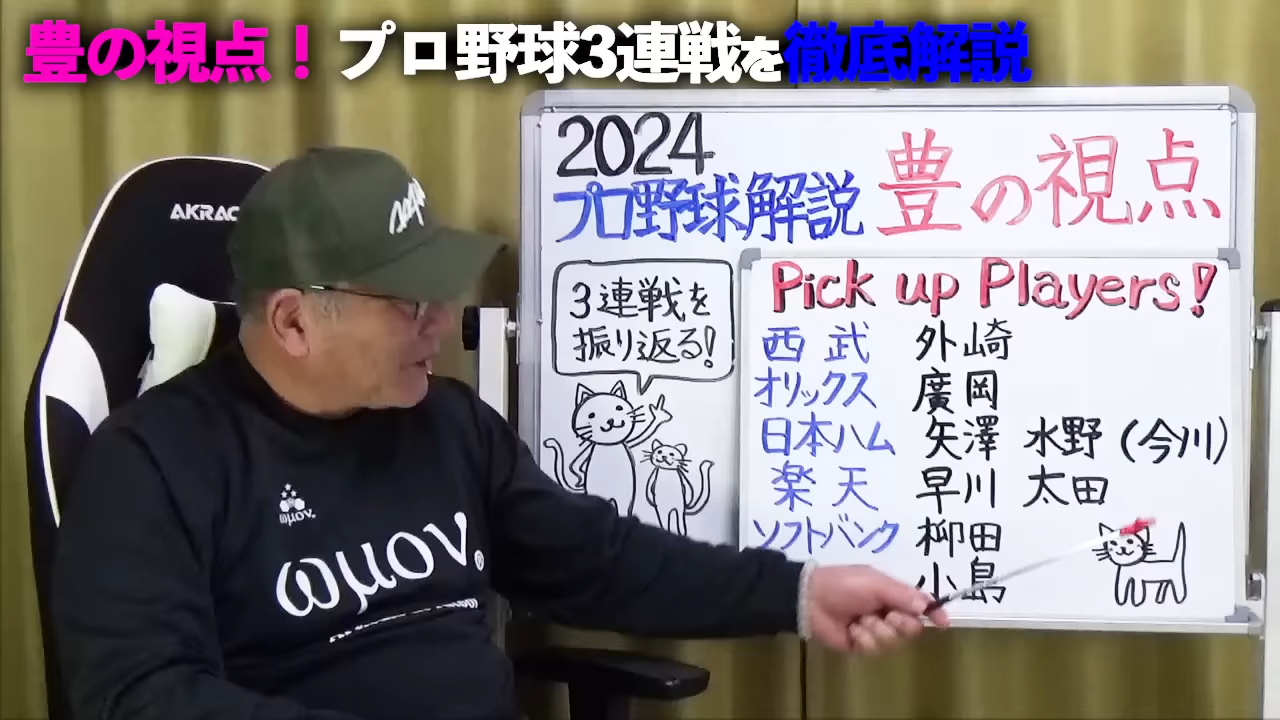 豊の視点！プロ野球3連戦を徹底解説
AKRAC
2024
プロ野球解説 豊の視点
3連戦を
振り返る!
Pick up Players!
西武 外崎
オリックス 廣岡
日本ハム 矢澤 水野(今川)
楽天 早川 太田
ソフトバンク 柳田
小島
ωμον.
ωμον®